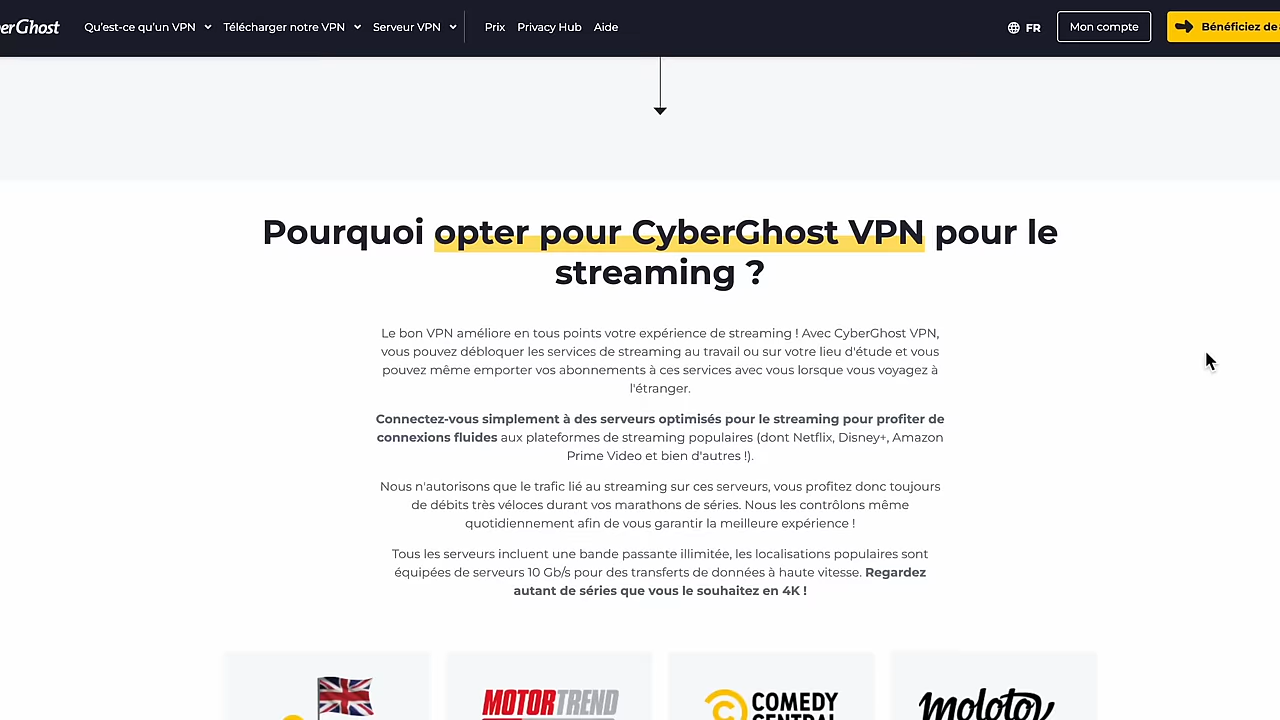 erGhost Qu'est-ce qu'un VPN Télécharger notre VPN Serveur VPN Prix Privacy Hub Aide FR Mon compte Bénéficiez de
Pourquoi opter pour CyberGhost VPN pour le
streaming ?
Le bon VPN améliore en tous points votre expérience de streaming ! Avec CyberGhost VPN,
vous pouvez débloquer les services de streaming au travail ou sur votre lieu d'étude et vous
pouvez même emporter vos abonnements à ces services avec vous lorsque vous voyagez à
l'étranger.
Connectez-vous simplement à des serveurs optimisés pour le streaming pour profiter de
connexions fluides aux plateformes de streaming populaires (dont Netflix, Disney+, Amazon
Prime Video et bien d'autres !).
Nous n'autorisons que le trafic lié au streaming sur ces serveurs, vous profitez donc toujours
de débits très véloces durant vos marathons de séries. Nous les contrôlons même
quotidiennement afin de vous garantir la meilleure expérience !
Tous les serveurs incluent une bande passante illimitée, les localisations populaires sont
équipées de serveurs 10 Gb/s pour des transferts de données à haute vitesse. Regardez
autant de séries que vous le souhaitez en 4K !
MOTORTREND COMEDY CENTRAL molotov